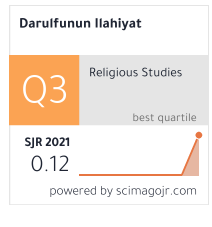 Darulfunun Ilahiyat
Q3
Religious Studies
best quartile
SJR 2021
0.12
powered by scimagojr.com